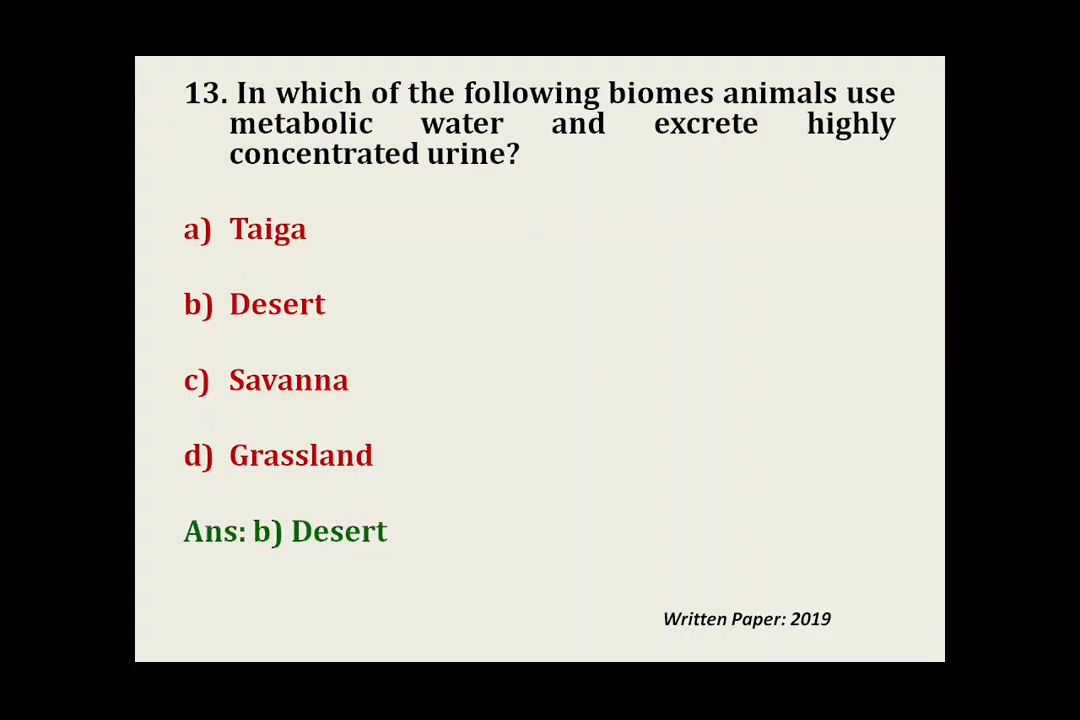 13. In which of the following biomes animals use
metabolic water and excrete highly
concentrated urine?
a) Taiga
b) Desert
c) Savanna
d) Grassland
Ans: b) Desert
Written Paper: 2019